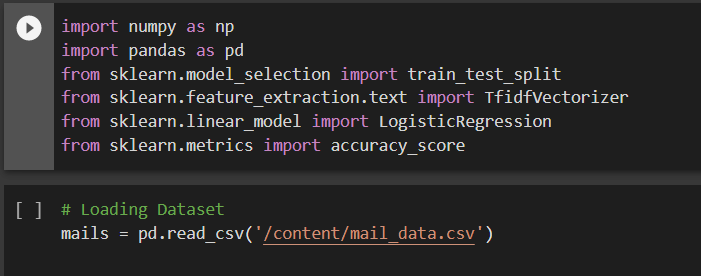 import numpy as np
import pandas as pd
from sklearn.model_selection import train_test_split
from sklearn.feature_extraction.text import TfidfVectorizer
from sklearn.linear_model import LogisticRegression
from sklearn.metrics import accuracy_score
[ ] # Loading Dataset
mails = pd.read_csv('/content/mail_data.csv')